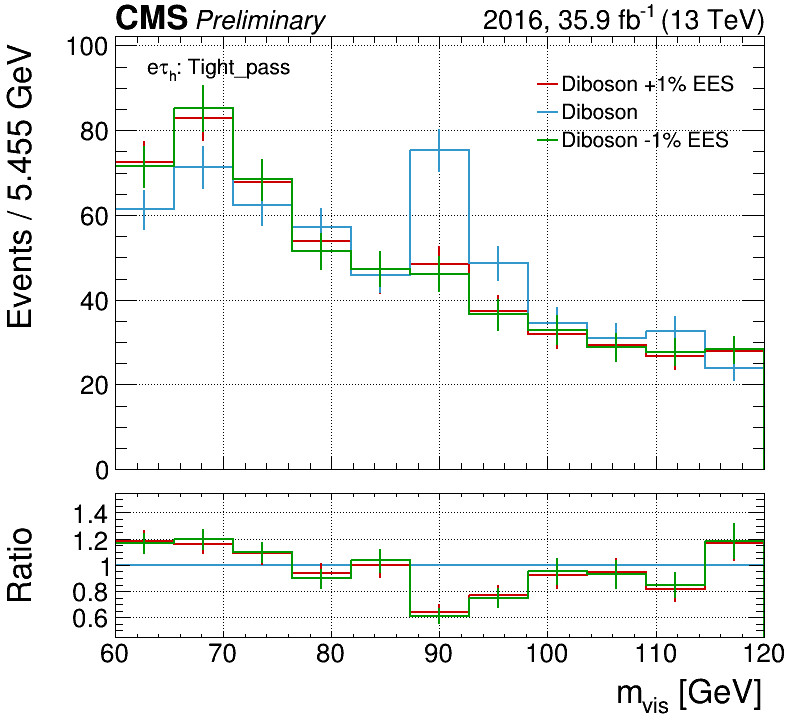 CMS Preliminary 2016, 35.9 fb⁻¹ (13 TeV)
eτₕ: Tight_pass
Diboson +1% EES
Diboson
Diboson -1% EES
Events / 5.455 GeV
100
80
60
40
20
0
Ratio
1.4
1.2
1
0.8
0.6
60 70 80 90 100 110 120
m_vis [GeV]